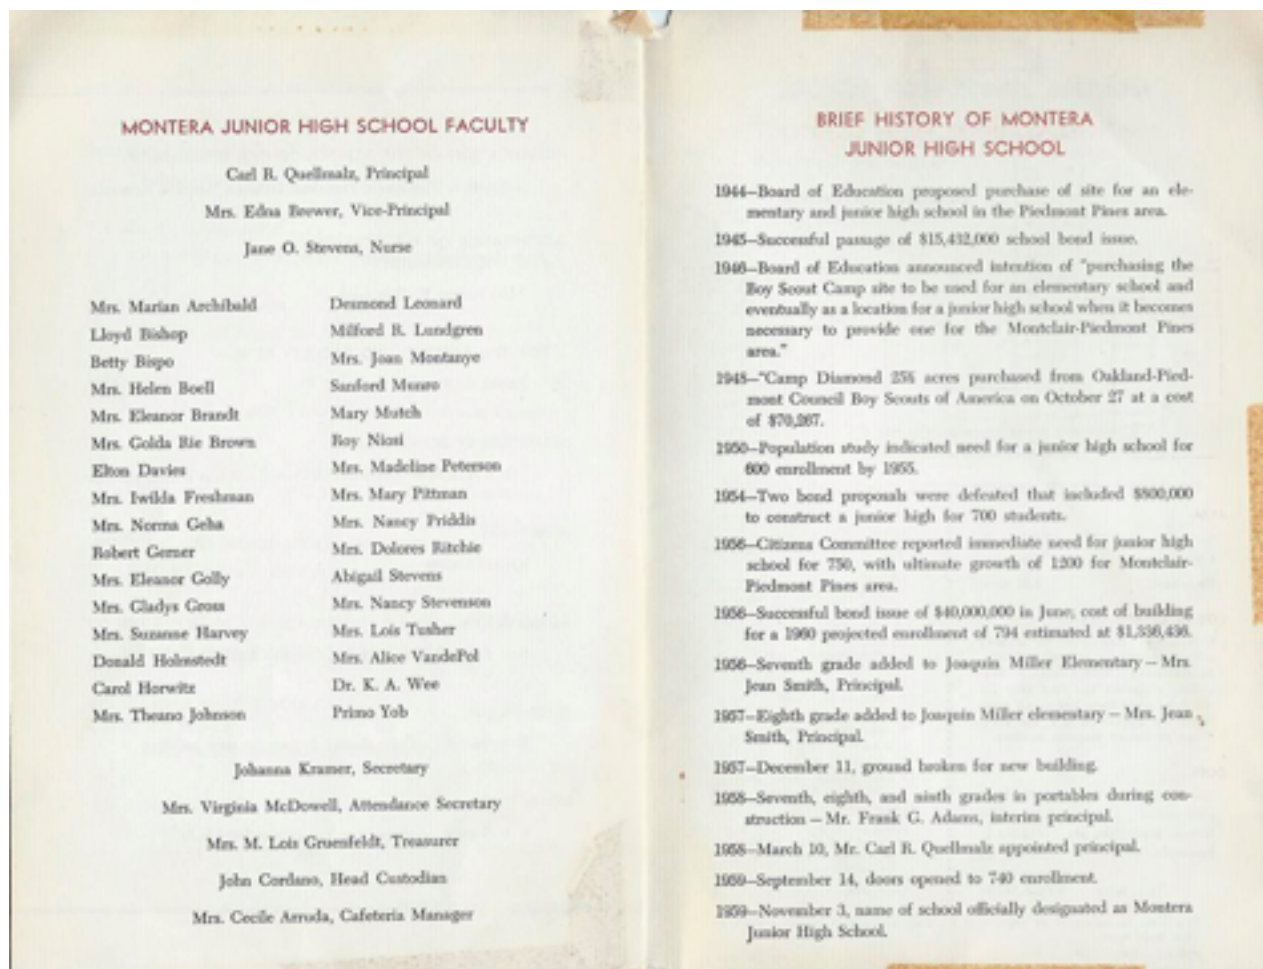 MONTERA JUNIOR HIGH SCHOOL FACULTY
Carl R. Quellmalz, Principal
Mrs. Edna Brewer, Vice-Principal
Jane O. Stevens, Nurse
Mrs. Marian Archibald
Lloyd Bishop
Betty Bispo
Mrs. Helen Boell
Mrs. Eleanor Brandt
Mrs. Golda Rie Brown
Elton Davies
Mrs. Iwilda Freshman
Mrs. Norma Geha
Robert Gerner
Mrs. Eleanor Golly
Mrs. Gladys Gross
Mrs. Suzanne Harvey
Donald Holmstedt
Carol Horwitz
Mrs. Theano Johnson
Desmond Leonard
Milford B. Lundgren
Mrs. Joan Montanye
Sanford Munro
Mary Mutch
Roy Niosi
Mrs. Madeline Peterson
Mrs. Mary Pittman
Mrs. Nancy Priddis
Mrs. Dolores Ritchie
Abigail Stevens
Mrs. Nancy Stevenson
Mrs. Lois Tusher
Mrs. Alice VandePol
Dr. K. A. Wee
Primo Yob
Johanna Kramer, Secretary
Mrs. Virginia McDowell, Attendance Secretary
Mrs. M. Lois Gruenfeldt, Treasurer
John Cordano, Head Custodian
Mrs. Cecile Arruda, Cafeteria Manager
BRIEF HISTORY OF MONTERA
JUNIOR HIGH SCHOOL
1944—Board of Education proposed purchase of site for an ele-
mentary and junior high school in the Piedmont Pines area.
1945—Successful passage of $15,432,000 school bond issue.
1946—Board of Education announced intention of "purchasing the
Boy Scout Camp site to be used for an elementary school and
eventually as a location for a junior high school when it becomes
necessary to provide one for the Montclair-Piedmont Pines
area."
1948—"Camp Diamond 25¾ acres purchased from Oakland-Pied-
mont Council Boy Scouts of America on October 27 at a cost
of $70,267.
1950—Population study indicated need for a junior high school for
600 enrollment by 1955.
1954—Two bond proposals were defeated that included $800,000
to construct a junior high for 700 students.
1956—Citizens Committee reported immediate need for junior high
school for 750, with ultimate growth of 1200 for Montclair-
Piedmont Pines area.
1956—Successful bond issue of $40,000,000 in June, cost of building
for a 1960 projected enrollment of 794 estimated at $1,336,436.
1956—Seventh grade added to Joaquin Miller Elementary — Mrs.
Jean Smith, Principal.
1957—Eighth grade added to Joaquin Miller elementary — Mrs. Jean
Smith, Principal.
1957—December 11, ground broken for new building.
1958—Seventh, eighth, and ninth grades in portables during con-
struction — Mr. Frank G. Adams, interim principal.
1958—March 10, Mr. Carl R. Quellmalz appointed principal.
1959—September 14, doors opened to 740 enrollment.
1959—November 3, name of school officially designated as Montera
Junior High School.